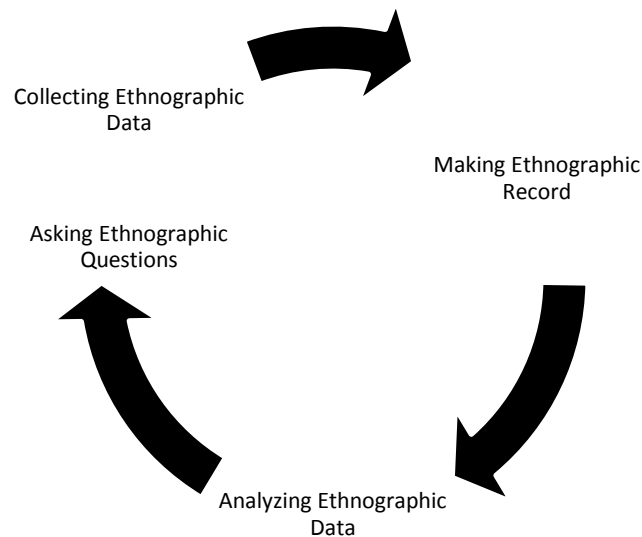 Collecting Ethnographic
Data
Making Ethnographic
Record
Asking Ethnographic
Questions
Analyzing Ethnographic
Data